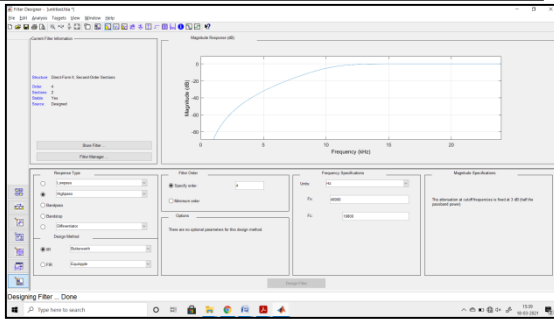 Filter Designer - [untitled.fda *]
File Edit Analysis Targets View Window Help
Current Filter Information
Structure: Direct-Form II, Second-Order Sections
Order: 4
Sections: 2
Stable: Yes
Source: Designed
Store Filter ...
Filter Manager ...
Magnitude Response (dB)
Magnitude (dB)
0
-20
-40
-60
-80
0 5 10 15 20
Frequency (kHz)
Response Type
Lowpass
Highpass
Bandpass
Bandstop
Differentiator
Design Method
IIR Butterworth
FIR Equiripple
Filter Order
Specify order: 4
Minimum order
Options
There are no optional parameters for this design method.
Frequency Specifications
Units: Hz
Fs: 48000
Fc: 10800
Magnitude Specifications
The attenuation at cutoff frequencies is fixed at 3 dB (half the
passband power)
Design Filter
Designing Filter ... Done
Type here to search